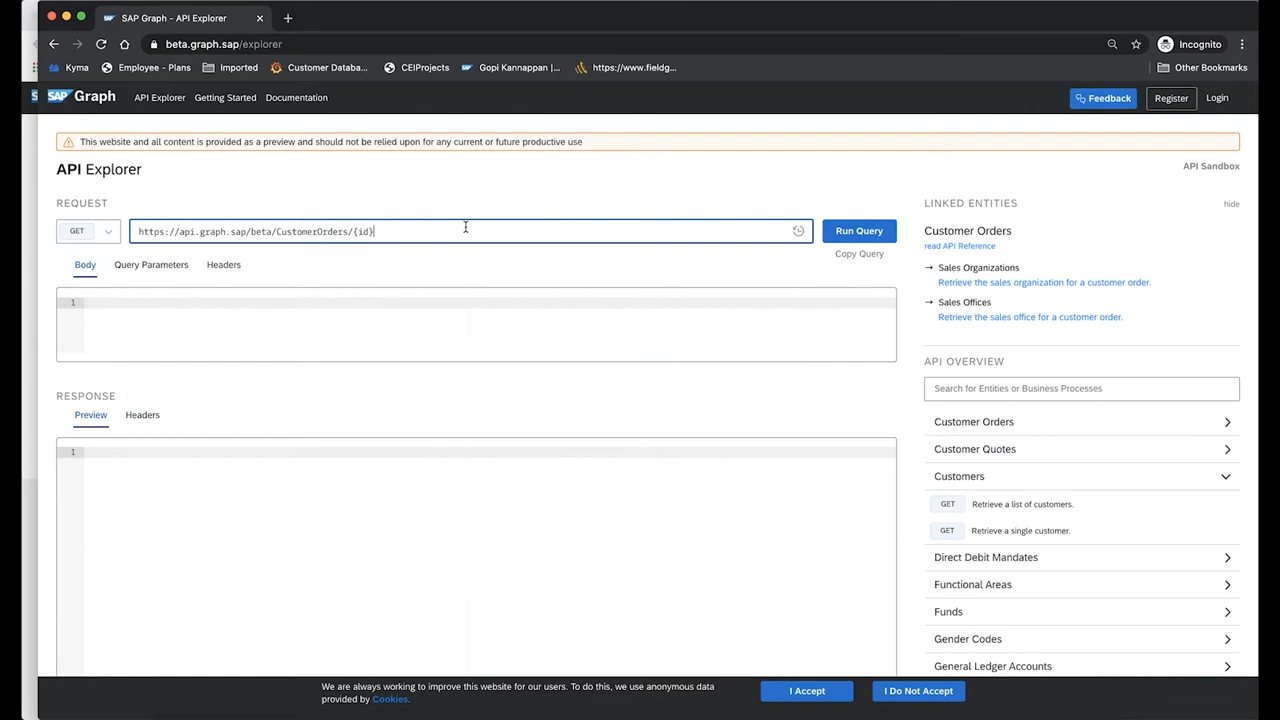 SAP Graph - API Explorer
beta.graph.sap/explorer
Incognito
Kyma
Employee - Plans
Imported
Customer Databa...
CEIProjects
Gopi Kannappan |...
https://www.fieldg...
Other Bookmarks
SAP Graph
API Explorer
Getting Started
Documentation
Feedback
Register
Login
This website and all content is provided as a preview and should not be relied upon for any current or future productive use
API Explorer
API Sandbox
REQUEST
GET
https://api.graph.sap/beta/CustomerOrders/{id}
Run Query
Copy Query
Body
Query Parameters
Headers
1
RESPONSE
Preview
Headers
1
LINKED ENTITIES
hide
Customer Orders
read API Reference
→ Sales Organizations
Retrieve the sales organization for a customer order.
→ Sales Offices
Retrieve the sales office for a customer order.
API OVERVIEW
Search for Entities or Business Processes
Customer Orders
Customer Quotes
Customers
GET Retrieve a list of customers.
GET Retrieve a single customer.
Direct Debit Mandates
Functional Areas
Funds
Gender Codes
General Ledger Accounts
We are always working to improve this website for our users. To do this, we use anonymous data
provided by Cookies.
I Accept
I Do Not Accept